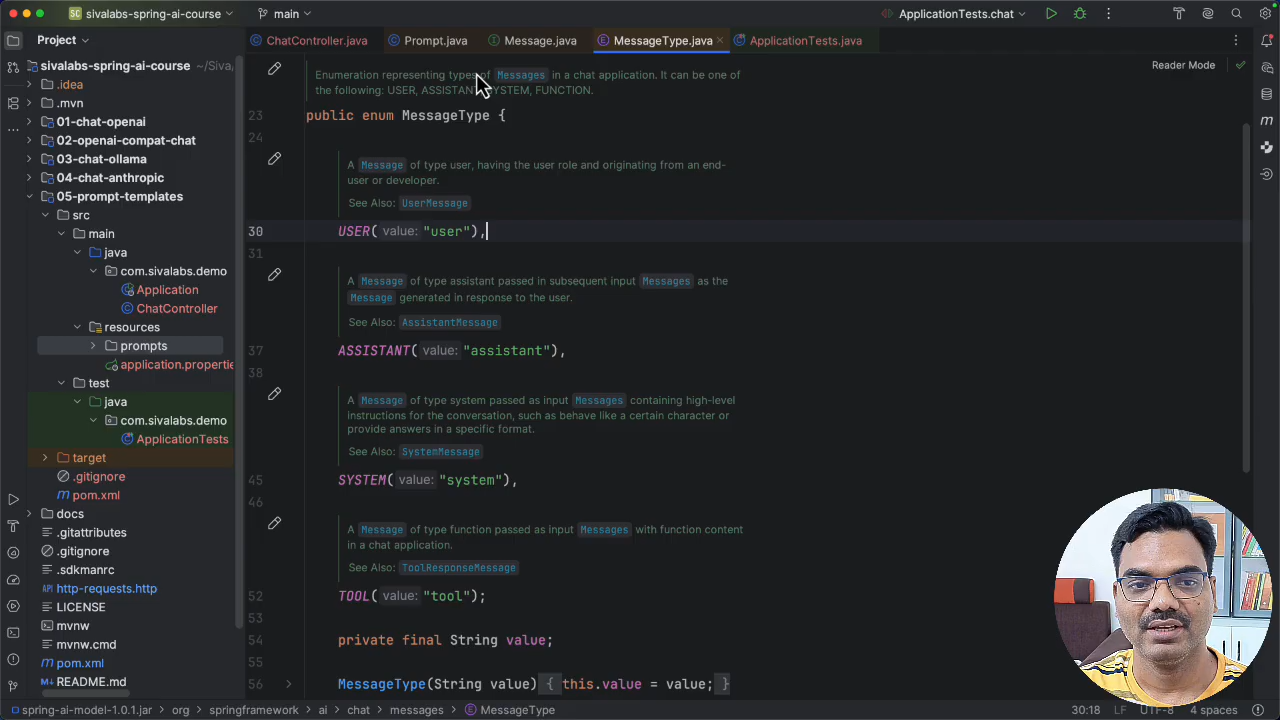 sivalabs-spring-ai-course
main
ApplicationTests.chat
Project
ChatController.java
Prompt.java
Message.java
MessageType.java
ApplicationTests.java
Reader Mode
sivalabs-spring-ai-course ~/Siva
.idea
.mvn
01-chat-openai
02-openai-compat-chat
03-chat-ollama
04-chat-anthropic
05-prompt-templates
src
main
java
com.sivalabs.demo
Application
ChatController
resources
prompts
application.propertie
test
java
com.sivalabs.demo
ApplicationTests
target
.gitignore
pom.xml
docs
.gitattributes
.gitignore
.sdkmanrc
http-requests.http
LICENSE
mvnw
mvnw.cmd
pom.xml
README.md
Enumeration representing types of Messages in a chat application. It can be one of
the following: USER, ASSISTANT, SYSTEM, FUNCTION.
23 public enum MessageType {
24
A Message of type user, having the user role and originating from an end-
user or developer.
See Also: UserMessage
30 USER( value: "user"),
31
A Message of type assistant passed in subsequent input Messages as the
Message generated in response to the user.
See Also: AssistantMessage
37 ASSISTANT( value: "assistant"),
38
A Message of type system passed as input Messages containing high-level
instructions for the conversation, such as behave like a certain character or
provide answers in a specific format.
See Also: SystemMessage
45 SYSTEM( value: "system"),
46
A Message of type function passed as input Messages with function content
in a chat application.
See Also: ToolResponseMessage
52 TOOL( value: "tool");
53
54 private final String value;
55
56 MessageType(String value) { this.value = value; }
spring-ai-model-1.0.1.jar > org > springframework > ai > chat > messages > MessageType
30:18 LF UTF-8 4 spaces